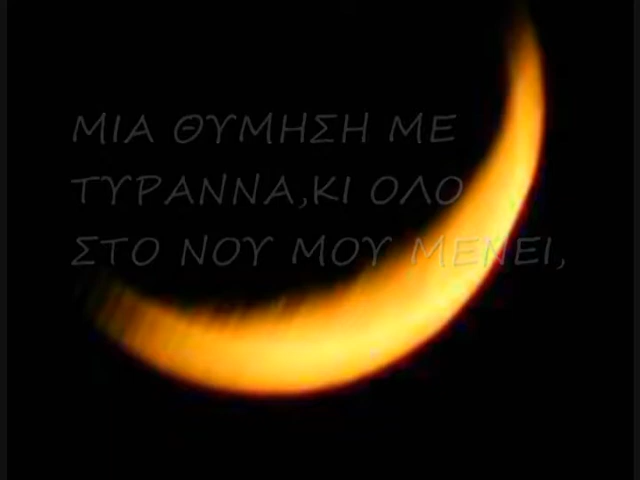 ΜΙΑ ΘΥΜΗΣΗ ΜΕ
ΤΥΡΑΝΝΑ,ΚΙ ΟΛΟ
ΣΤΟ ΝΟΥ ΜΟΥ ΜΕΝΕΙ,